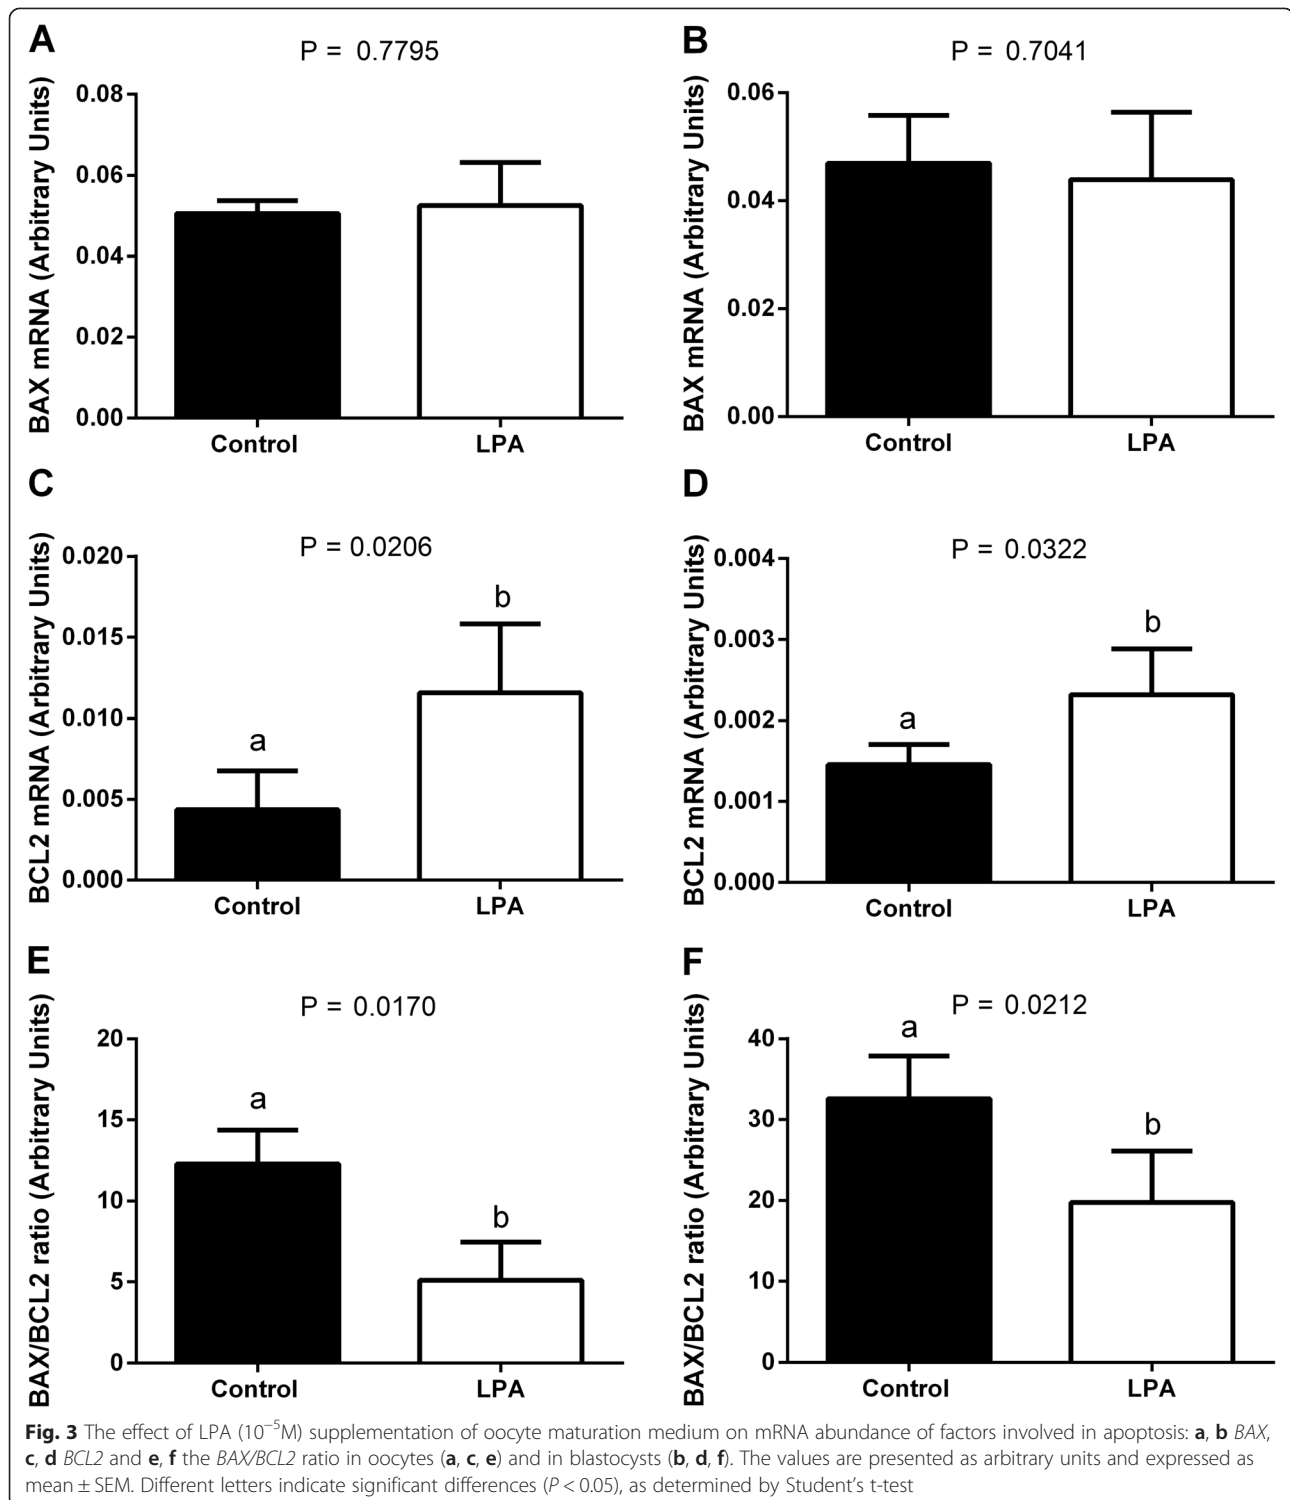 A
P = 0.7795
BAX mRNA (Arbitrary Units)
0.08
0.06
0.04
0.02
0.00
Control LPA
B
P = 0.7041
BAX mRNA (Arbitrary Units)
0.06
0.04
0.02
0.00
Control LPA
C
P = 0.0206
BCL2 mRNA (Arbitrary Units)
0.020
0.015
0.010
0.005
0.000
a
b
Control LPA
D
P = 0.0322
BCL2 mRNA (Arbitrary Units)
0.004
0.003
0.002
0.001
0.000
a
b
Control LPA
E
P = 0.0170
BAX/BCL2 ratio (Arbitrary Units)
20
15
10
5
0
a
b
Control LPA
F
P = 0.0212
BAX/BCL2 ratio (Arbitrary Units)
40
30
20
10
0
a
b
Control LPA
Fig. 3 The effect of LPA (10⁻⁵M) supplementation of oocyte maturation medium on mRNA abundance of factors involved in apoptosis: a, b BAX,
c, d BCL2 and e, f the BAX/BCL2 ratio in oocytes (a, c, e) and in blastocysts (b, d, f). The values are presented as arbitrary units and expressed as
mean ± SEM. Different letters indicate significant differences (P < 0.05), as determined by Student's t-test